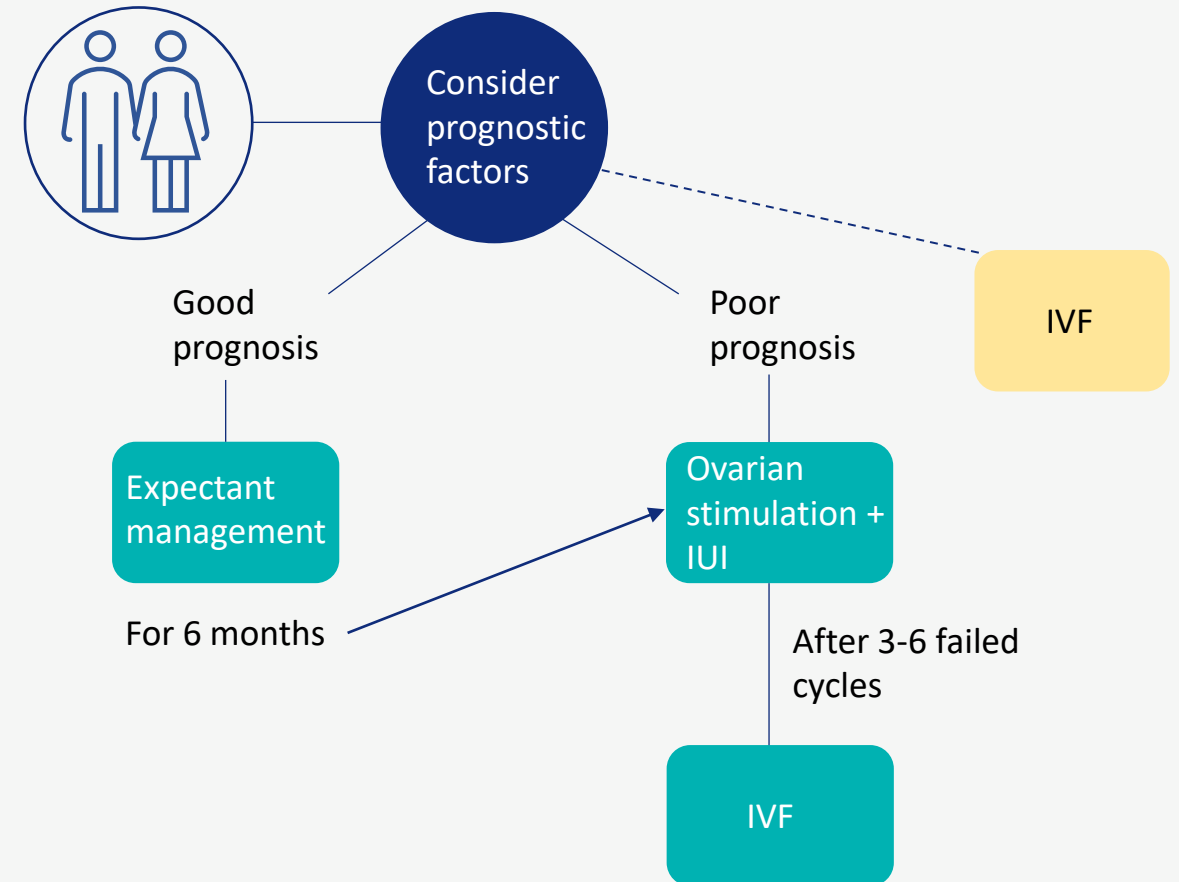 Consider
prognostic
factors
Good
prognosis
Poor
prognosis
IVF
Expectant
management
Ovarian
stimulation +
IUI
For 6 months
After 3-6 failed
cycles
IVF